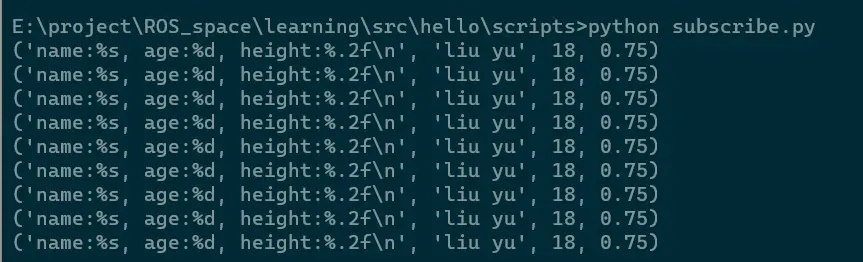 E:\project\ROS_space\learning\src\hello\scripts>python subscribe.py
('name:%s, age:%d, height:%.2f\n', 'liu yu', 18, 0.75)
('name:%s, age:%d, height:%.2f\n', 'liu yu', 18, 0.75)
('name:%s, age:%d, height:%.2f\n', 'liu yu', 18, 0.75)
('name:%s, age:%d, height:%.2f\n', 'liu yu', 18, 0.75)
('name:%s, age:%d, height:%.2f\n', 'liu yu', 18, 0.75)
('name:%s, age:%d, height:%.2f\n', 'liu yu', 18, 0.75)
('name:%s, age:%d, height:%.2f\n', 'liu yu', 18, 0.75)
('name:%s, age:%d, height:%.2f\n', 'liu yu', 18, 0.75)
('name:%s, age:%d, height:%.2f\n', 'liu yu', 18, 0.75)